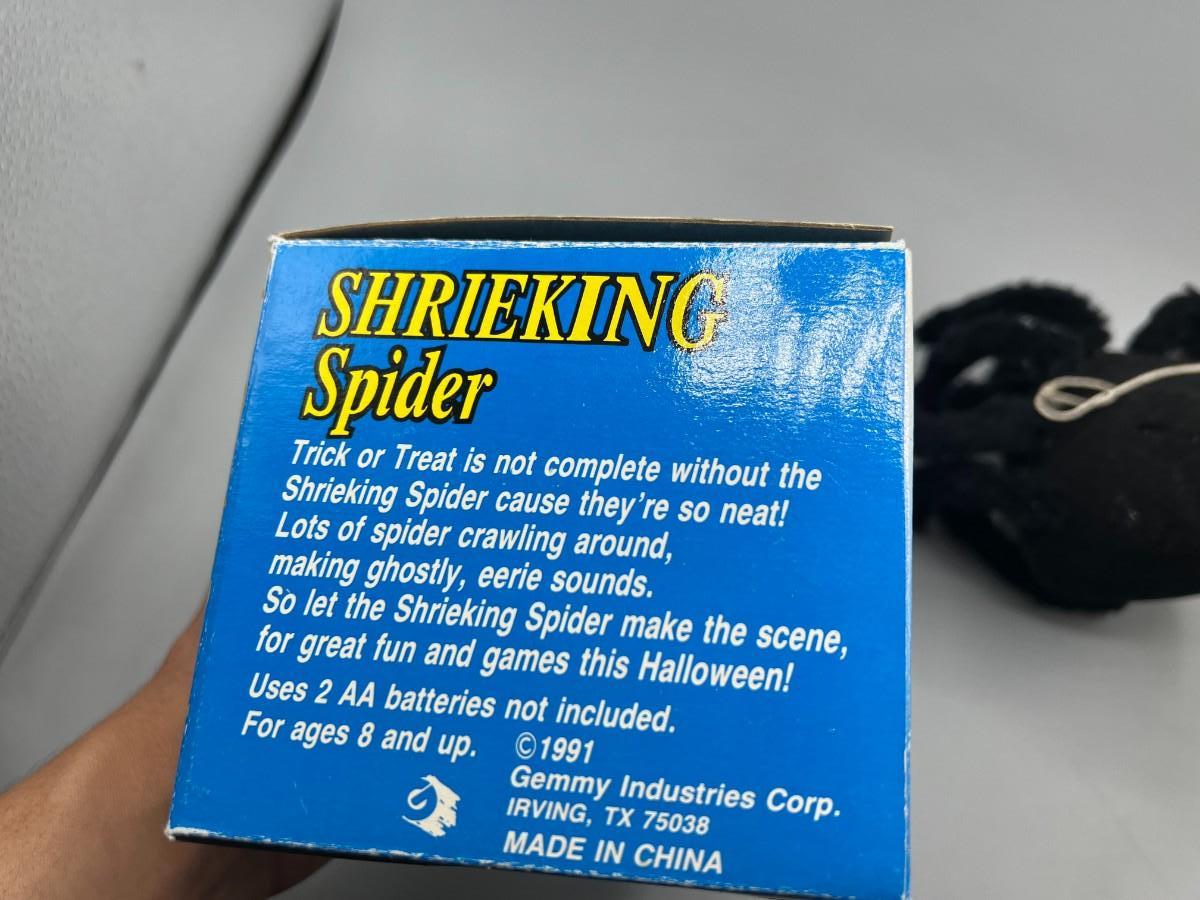 SHRIEKING
Spider
Trick or Treat is not complete without the
Shrieking Spider cause they're so neat!
Lots of spider crawling around,
making ghostly, eerie sounds.
So let the Shrieking Spider make the scene,
for great fun and games this Halloween!
Uses 2 AA batteries not included.
For ages 8 and up. ©1991
Gemmy Industries Corp.
IRVING, TX 75038
MADE IN CHINA